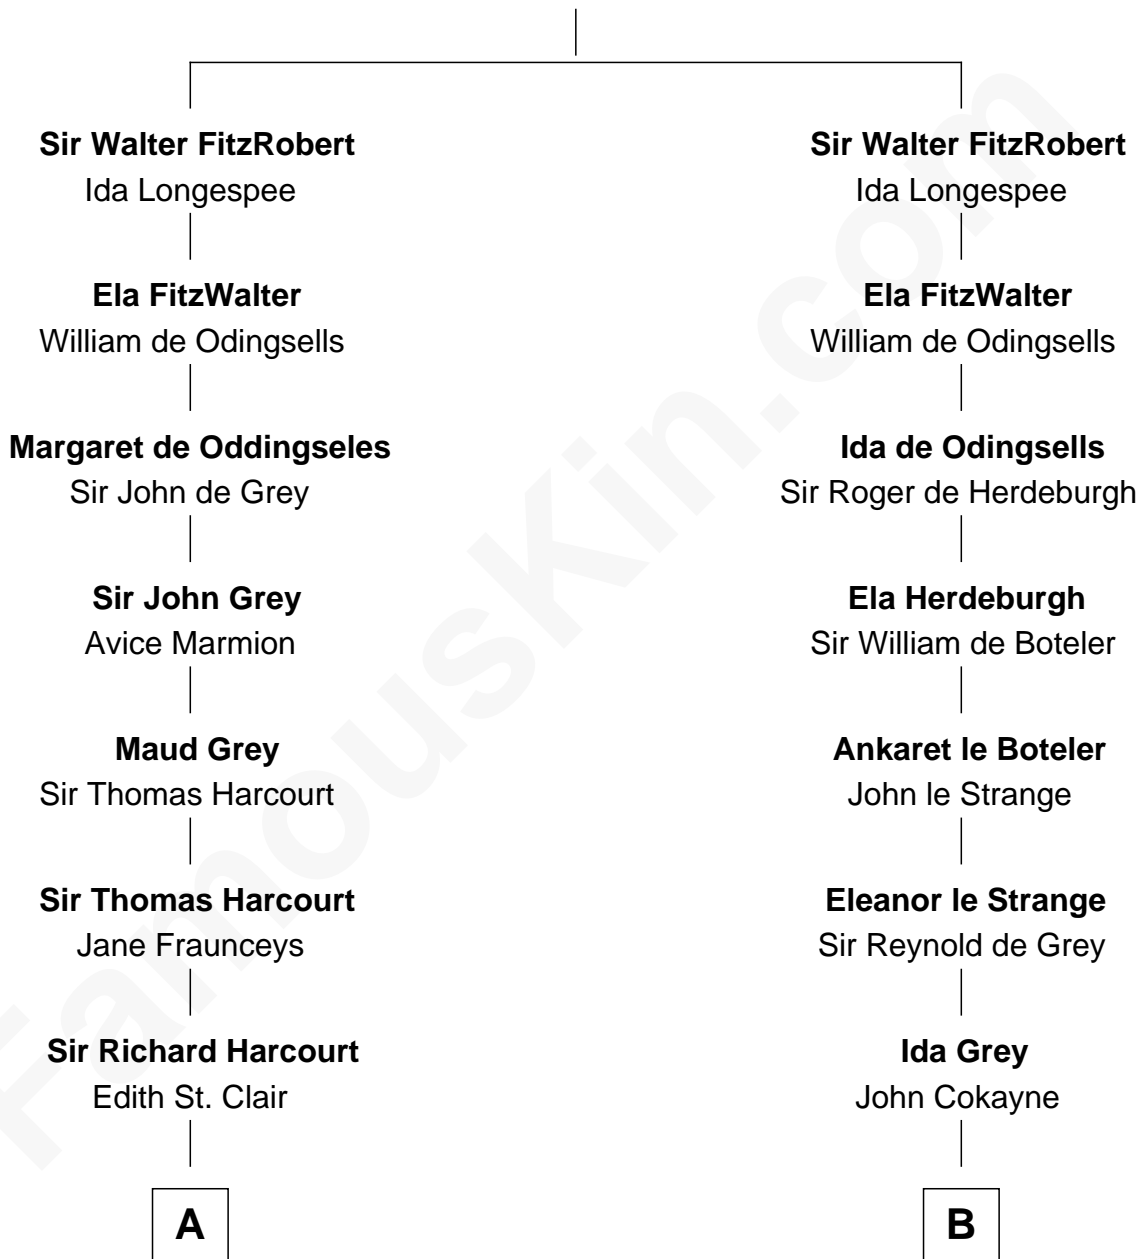 Sir Walter FitzRobert
Ida Longespee
Ela FitzWalter
William de Odingsells
Margaret de Oddingseles
Sir John de Grey
Sir John Grey
Avice Marmion
Maud Grey
Sir Thomas Harcourt
Sir Thomas Harcourt
Jane Fraunceys
Sir Richard Harcourt
Edith St. Clair
A
Sir Walter FitzRobert
Ida Longespee
Ela FitzWalter
William de Odingsells
Ida de Odingsells
Sir Roger de Herdeburgh
Ela Herdeburgh
Sir William de Boteler
Ankaret le Boteler
John le Strange
Eleanor le Strange
Sir Reynold de Grey
Ida Grey
John Cokayne
B
FamousKin.com